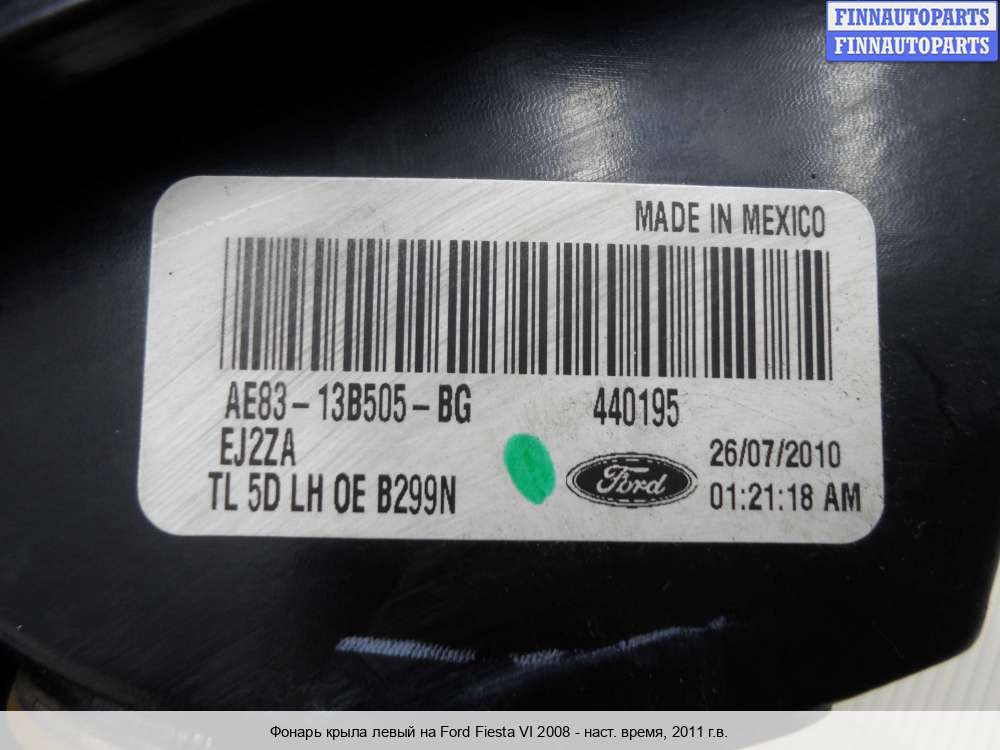 FINNAUTOPARTS
FINNAUTOPARTS
MADE IN MEXICO
AE83-13B505-BG 440195
EJ2ZA
TL 5D LH OE B299N
Ford
26/07/2010
01:21:18 AM
Фонарь крыла левый на Ford Fiesta VI 2008 - наст. время, 2011 г.в.